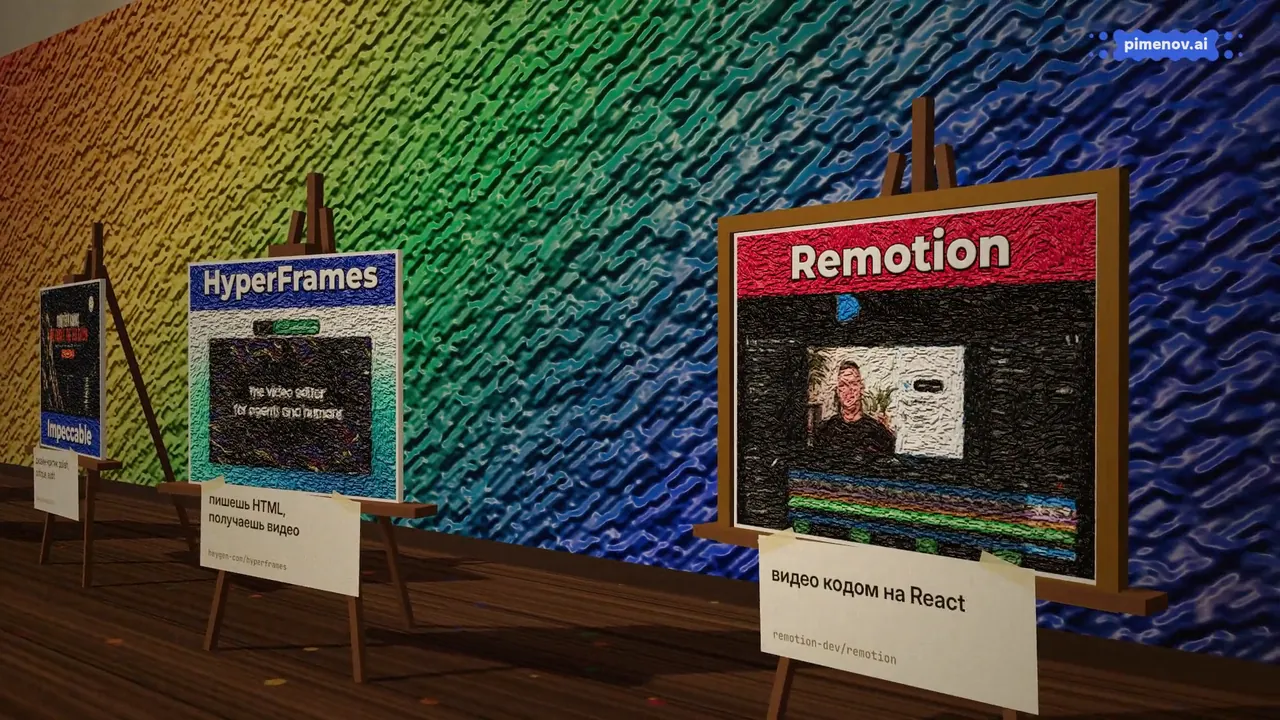 pimenov.ai
Impeccable
HyperFrames
the video editor
for agents and humans
пишешь HTML,
получаешь видео
heygen-com/hyperframes
Remotion
видео кодом на React
remotion-dev/remotion